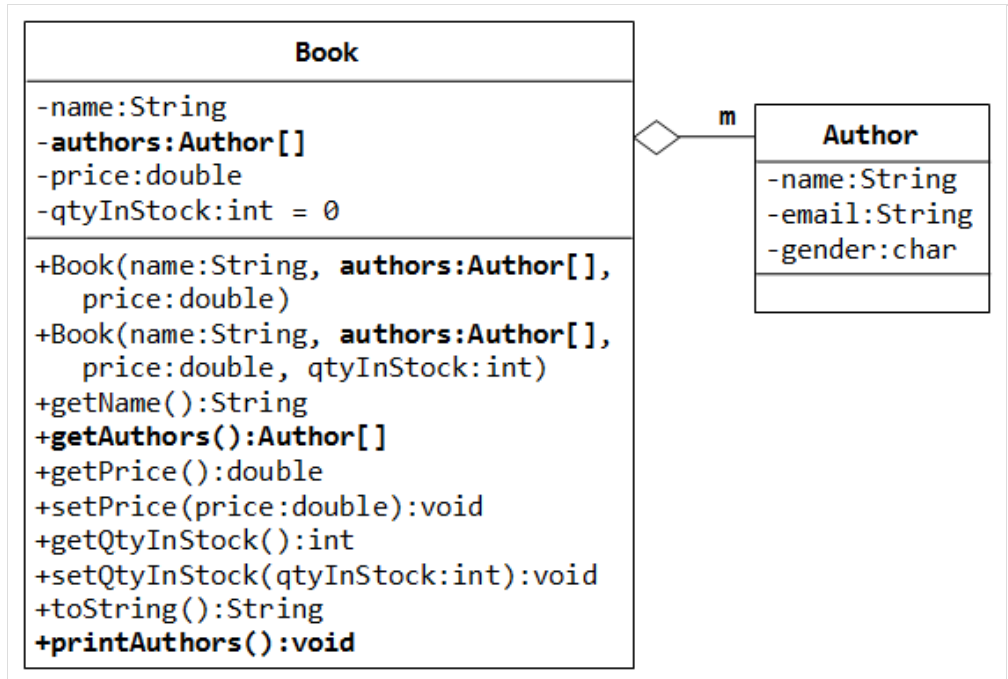 Book
-name:String
-authors:Author[]
-price:double
-qtyInStock:int = 0
+Book(name:String, authors:Author[],
price:double)
+Book(name:String, authors:Author[],
price:double, qtyInStock:int)
+getName():String
+getAuthors():Author[]
+getPrice():double
+setPrice(price:double):void
+getQtyInStock():int
+setQtyInStock(qtyInStock:int):void
+toString():String
+printAuthors():void
m
Author
-name:String
-email:String
-gender:char